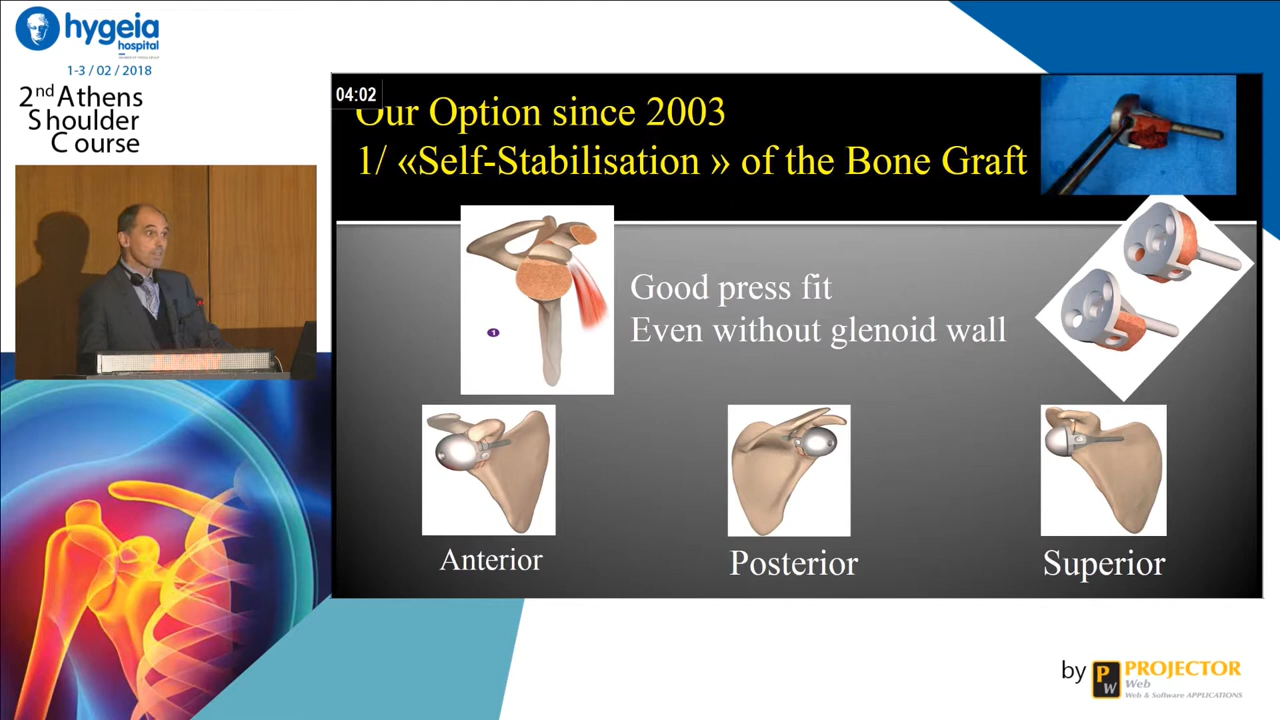 hygeia
hospital
1-3 / 02 / 2018
2nd Athens
Shoulder
Course
04:02
Our Option since 2003
1/ «Self-Stabilisation » of the Bone Graft
Good press fit
Even without glenoid wall
1
Anterior
Posterior
Superior
by
PW
PROJECTOR
Web
Web & Software APPLICATIONS